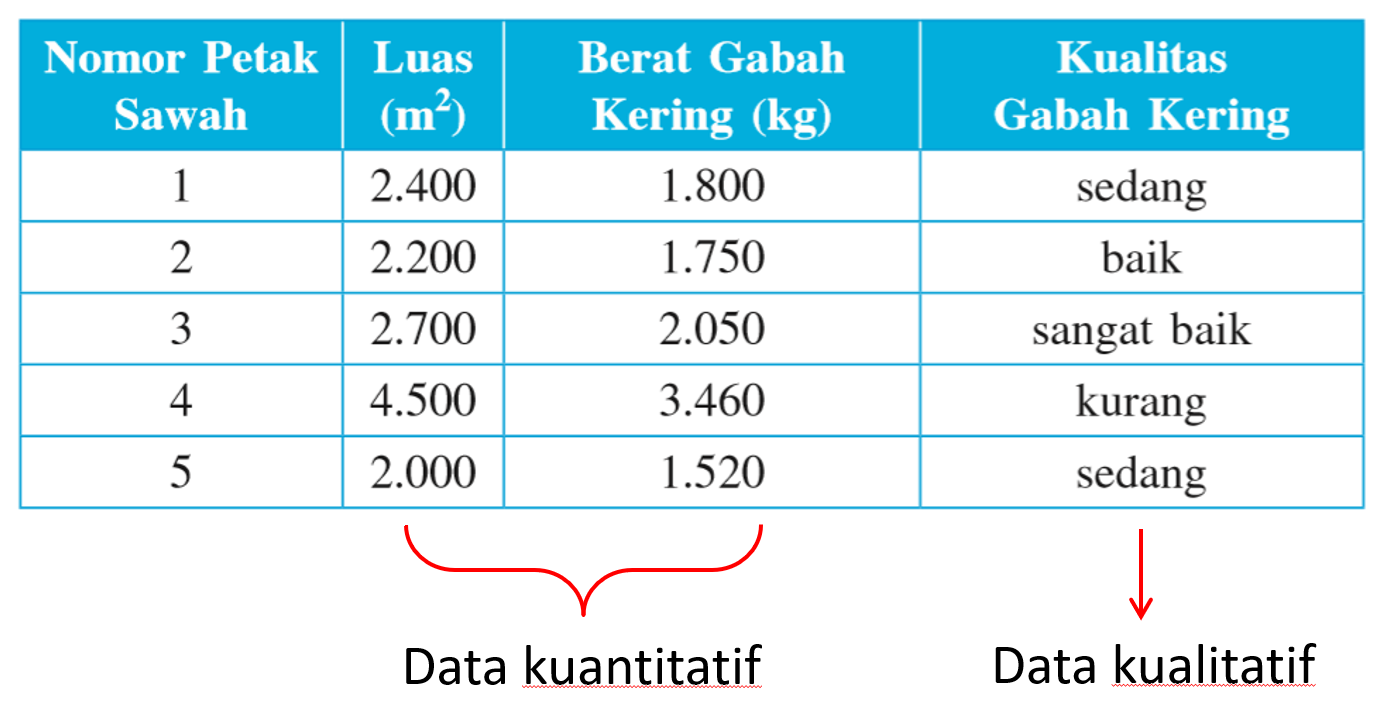 Nomor Petak Sawah Luas (m²) Berat Gabah Kering (kg) Kualitas Gabah Kering
1 2.400 1.800 sedang
2 2.200 1.750 baik
3 2.700 2.050 sangat baik
4 4.500 3.460 kurang
5 2.000 1.520 sedang
Data kuantitatif Data kualitatif